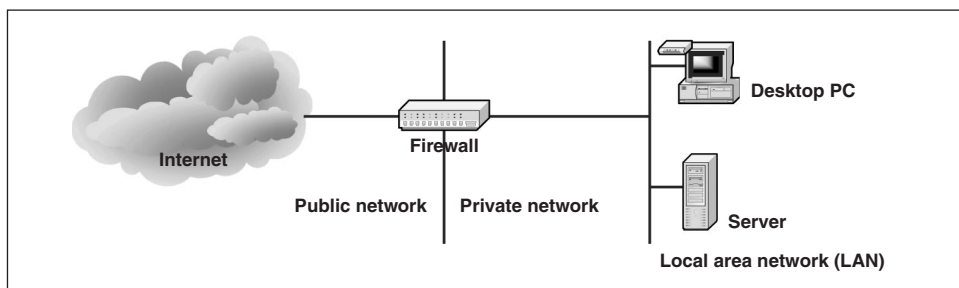 Desktop PC
Firewall
Internet
Public network
Private network
Server
Local area network (LAN)